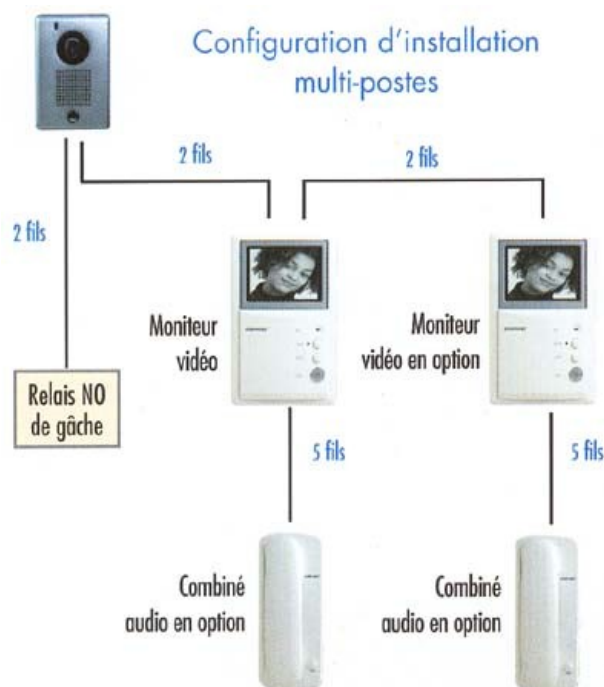 Configuration d'installation
multi-postes
2 fils
2 fils
2 fils
Moniteur
vidéo
Moniteur
vidéo en option
Relais NO
de gâche
5 fils
5 fils
Combiné
audio en option
Combiné
audio en option